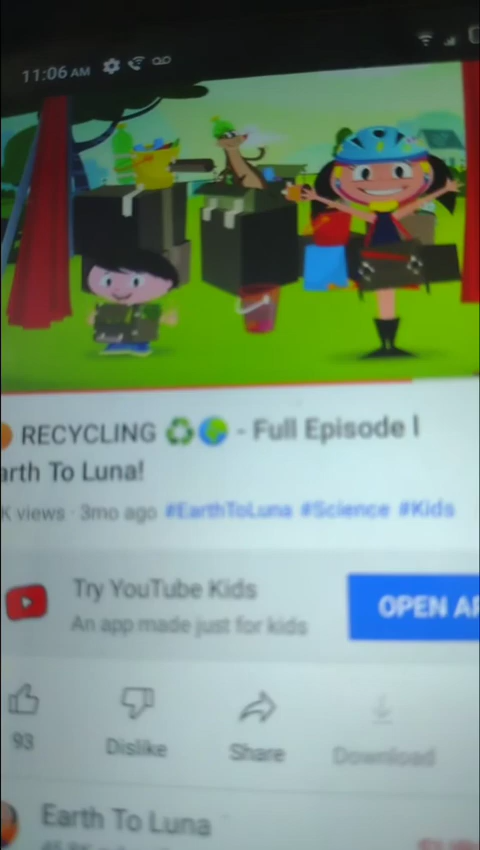 11:06 AM
RECYCLING - Full Episode |
arth To Luna!
K views · 3mo ago #EarthToLuna #Science #Kids
Try YouTube Kids
OPEN AP
An app made just for kids
93
Dislike
Share
Download
Earth To Luna